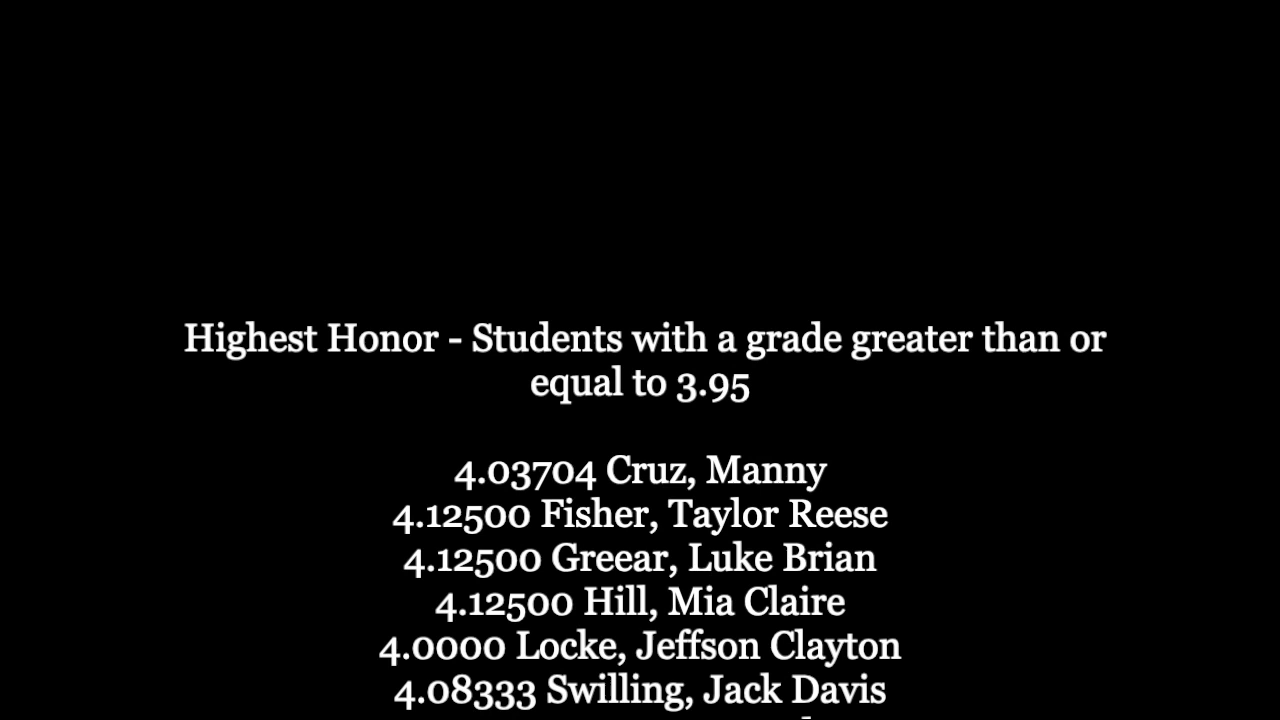 Highest Honor - Students with a grade greater than or
equal to 3.95
4.03704 Cruz, Manny
4.12500 Fisher, Taylor Reese
4.12500 Greear, Luke Brian
4.12500 Hill, Mia Claire
4.0000 Locke, Jeffson Clayton
4.08333 Swilling, Jack Davis